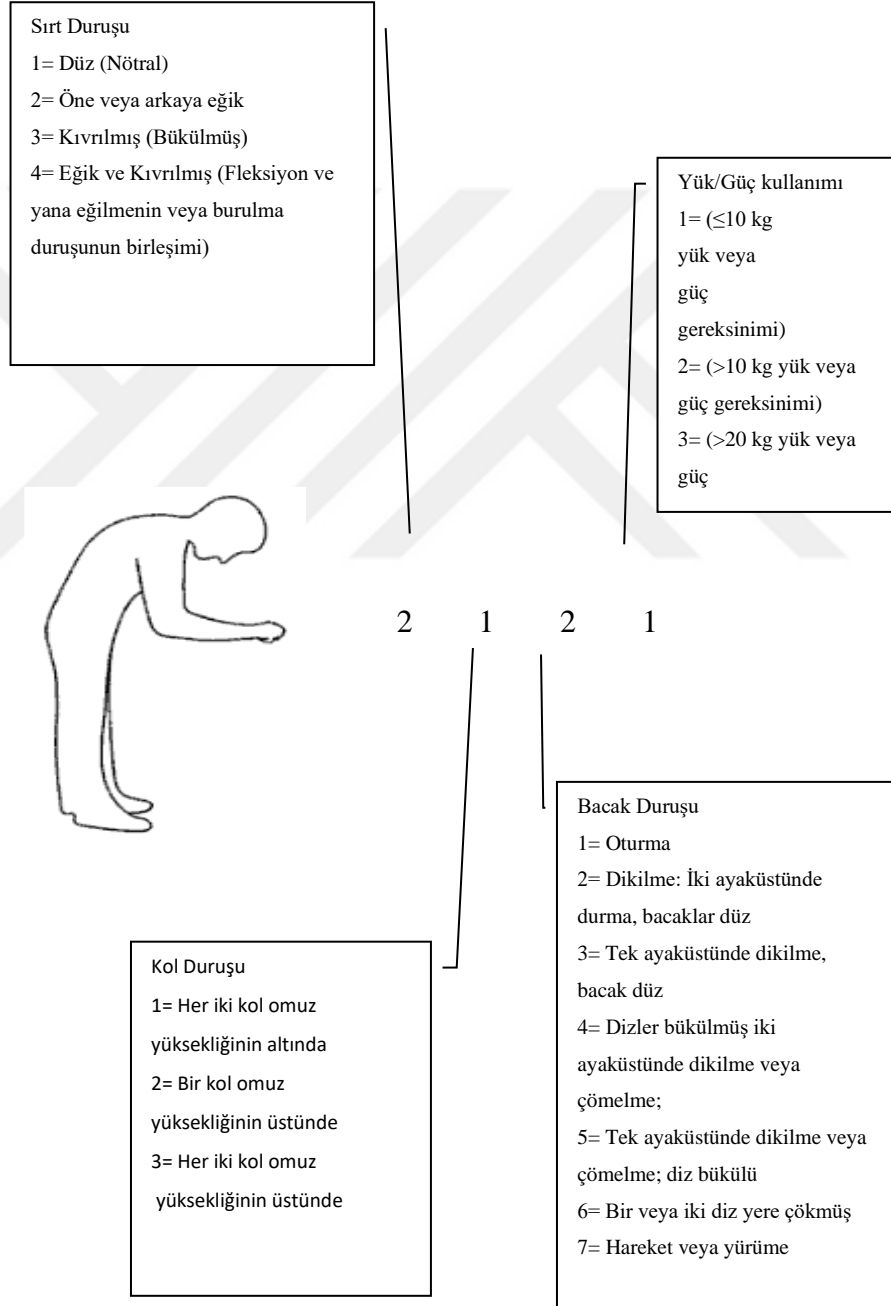 Sırt Duruşu
1= Düz (Nötral)
2= Öne veya arkaya eğik
3= Kıvrılmış (Bükülmüş)
4= Eğik ve Kıvrılmış (Fleksiyon ve
yana eğilmenin veya burulma
duruşunun birleşimi)
Yük/Güç kullanımı
1= (≤10 kg
yük veya
güç
gereksinimi)
2= (>10 kg yük veya
güç gereksinimi)
3= (>20 kg yük veya
güç
2 1 2 1
Kol Duruşu
1= Her iki kol omuz
yüksekliğinin altında
2= Bir kol omuz
yüksekliğinin üstünde
3= Her iki kol omuz
yüksekliğinin üstünde
Bacak Duruşu
1= Oturma
2= Dikilme: İki ayaküstünde
durma, bacaklar düz
3= Tek ayaküstünde dikilme,
bacak düz
4= Dizler bükülmüş iki
ayaküstünde dikilme veya
çömelme;
5= Tek ayaküstünde dikilme veya
çömelme; diz bükülü
6= Bir veya iki diz yere çökmüş
7= Hareket veya yürüme